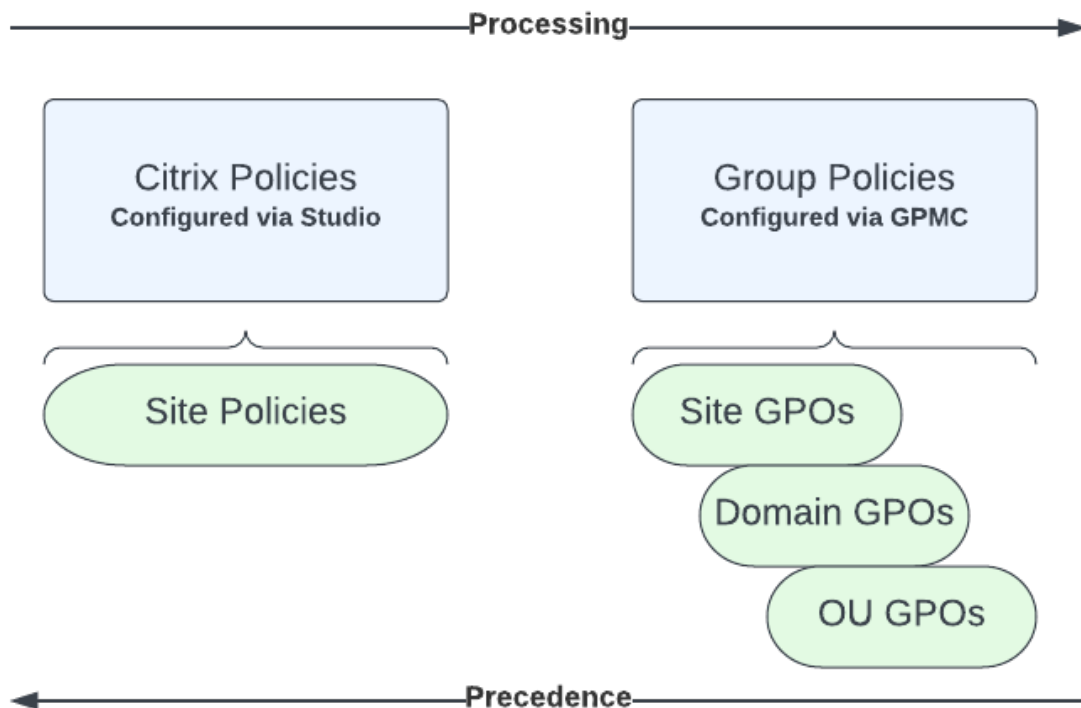 Processing
Citrix Policies
Configured via Studio
Group Policies
Configured via GPMC
Site Policies
Site GPOs
Domain GPOs
OU GPOs
Precedence